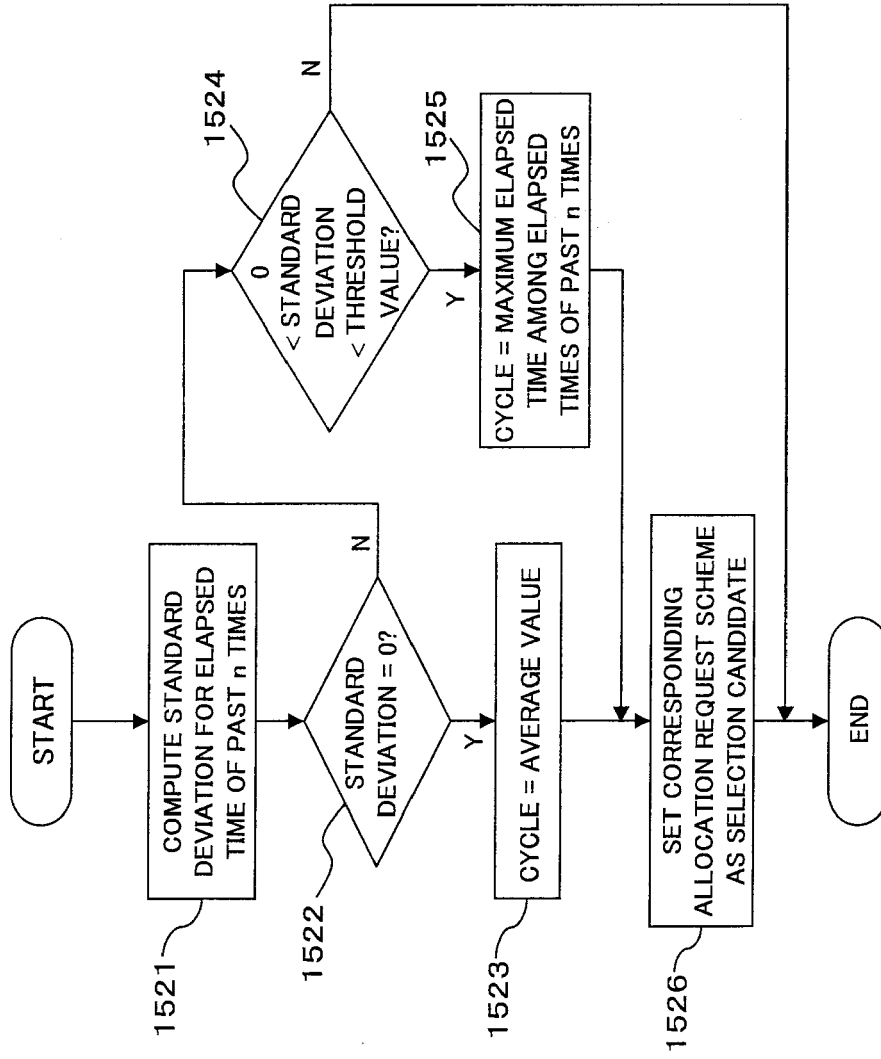 START
1521
COMPUTE STANDARD
DEVIATION FOR ELAPSED
TIME OF PAST n TIMES
1522
STANDARD
DEVIATION = 0?
N
Y
1523
CYCLE = AVERAGE VALUE
1524
0
< STANDARD
DEVIATION
< THRESHOLD
VALUE?
N
Y
1525
CYCLE = MAXIMUM ELAPSED
TIME AMONG ELAPSED
TIMES OF PAST n TIMES
1526
SET CORRESPONDING
ALLOCATION REQUEST SCHEME
AS SELECTION CANDIDATE
END